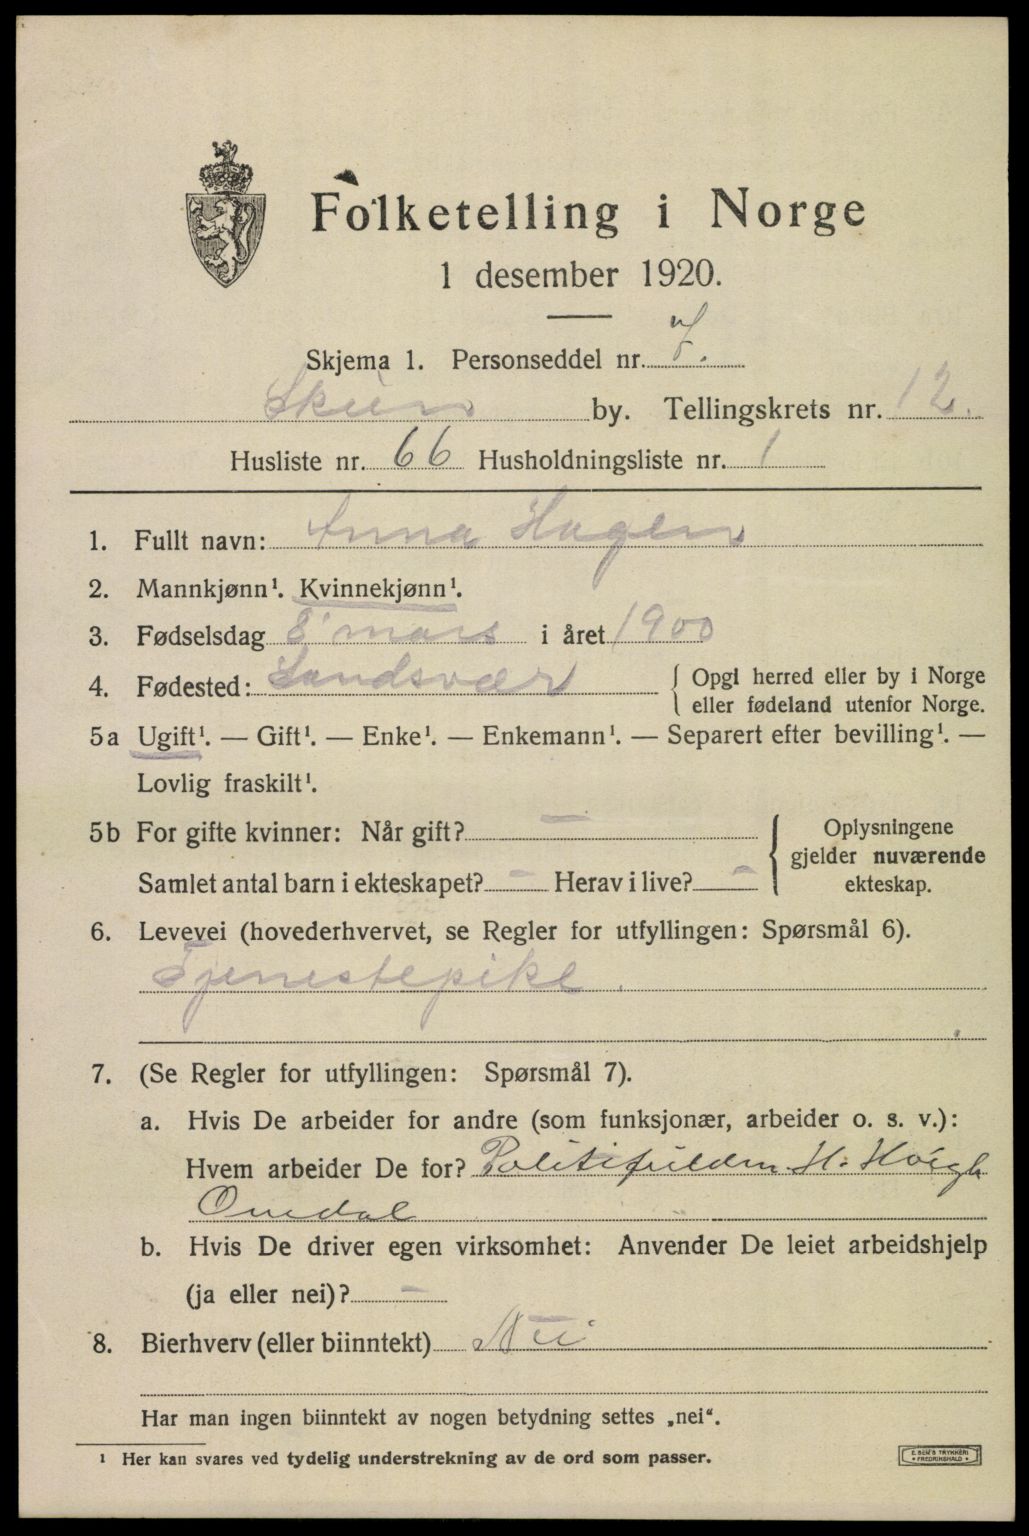 Folketelling i Norge
1 desember 1920.
Skjema 1. Personseddel nr. 7.
Skien by. Tellingskrets nr. 12.
Husliste nr. 66 Husholdningsliste nr. 1
1. Fullt navn: Anna Hagen
2. Mannkjønn¹. Kvinnekjønn¹.
3. Fødselsdag 8' mars i året 1900
4. Fødested: Sandsvær { Opgi herred eller by i Norge
eller fødeland utenfor Norge.
5a Ugift¹. — Gift¹. — Enke¹. — Enkemann¹. — Separert efter bevilling¹. —
Lovlig fraskilt¹.
5b For gifte kvinner: Når gift? —
Samlet antal barn i ekteskapet? — Herav i live? —
{ Oplysningene
gjelder nuværende
ekteskap.
6. Levevei (hovederhvervet, se Regler for utfyllingen: Spørsmål 6).
Tjenestepike.
7. (Se Regler for utfyllingen: Spørsmål 7).
a. Hvis De arbeider for andre (som funksjonær, arbeider o. s. v.):
Hvem arbeider De for? Politifuldm. H. Høigh
Omdal
b. Hvis De driver egen virksomhet: Anvender De leiet arbeidshjelp
(ja eller nei)? —
8. Bierhverv (eller biinntekt) Nei
Har man ingen biinntekt av nogen betydning settes „nei“.
¹ Her kan svares ved tydelig understrekning av de ord som passer.
E. SEM'S TRYKKERI
• FREDRIKSHALD •